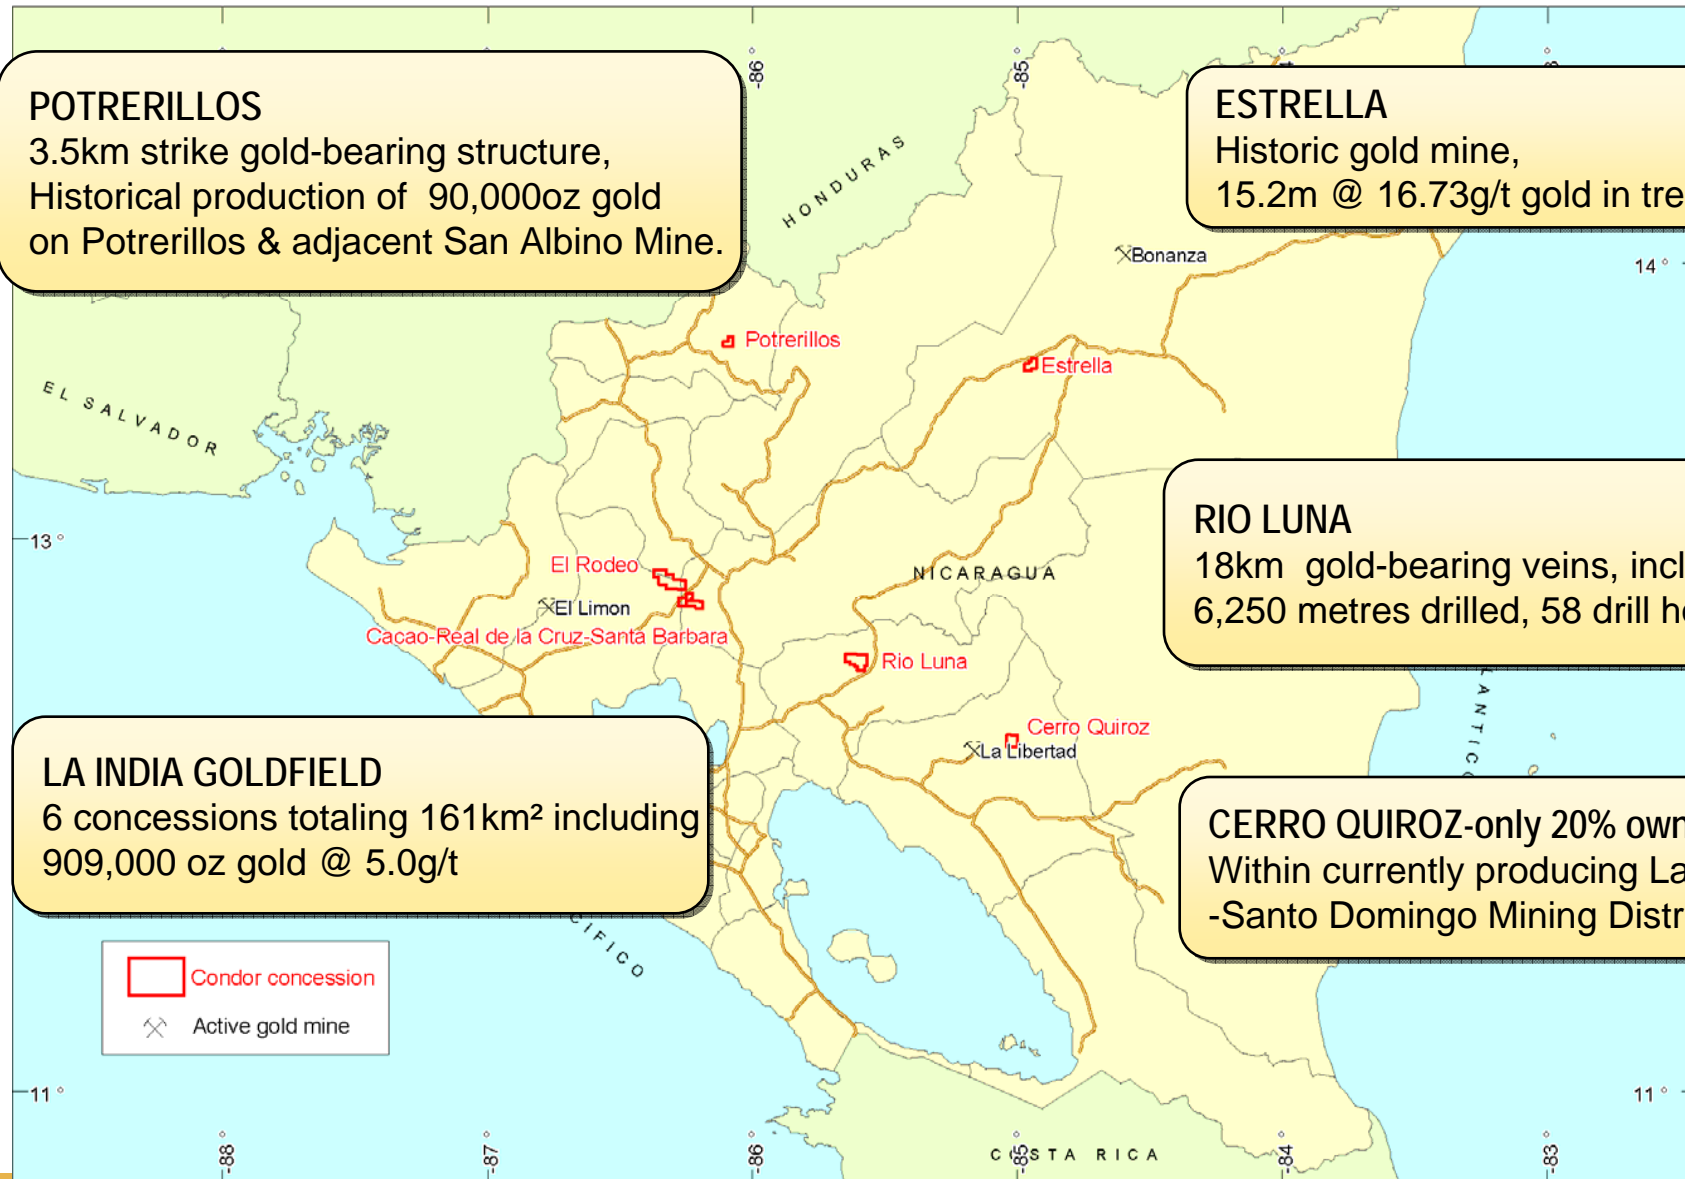 -86
-85
POTRERILLOS
3.5km strike gold-bearing structure,
Historical production of 90,000oz gold
on Potrerillos & adjacent San Albino Mine.
ESTRELLA
Historic gold mine,
15.2m @ 16.73g/t gold in tre
HONDURAS
Bonanza
14°
Potrerillos
Estrella
EL SALVADOR
13°
RIO LUNA
18km gold-bearing veins, incl
6,250 metres drilled, 58 drill h
El Rodeo
NICARAGUA
El Limon
Cacao-Real de la Cruz-Santa Barbara
Rio Luna
LANTIC
Cerro Quiroz
La Libertad
LA INDIA GOLDFIELD
6 concessions totaling 161km² including
909,000 oz gold @ 5.0g/t
CERRO QUIROZ-only 20% own
Within currently producing La
-Santo Domingo Mining Distr
CIFICO
Condor concession
Active gold mine
11°
11°
COSTA RICA
-88
-87
-86
-85
-84
-83